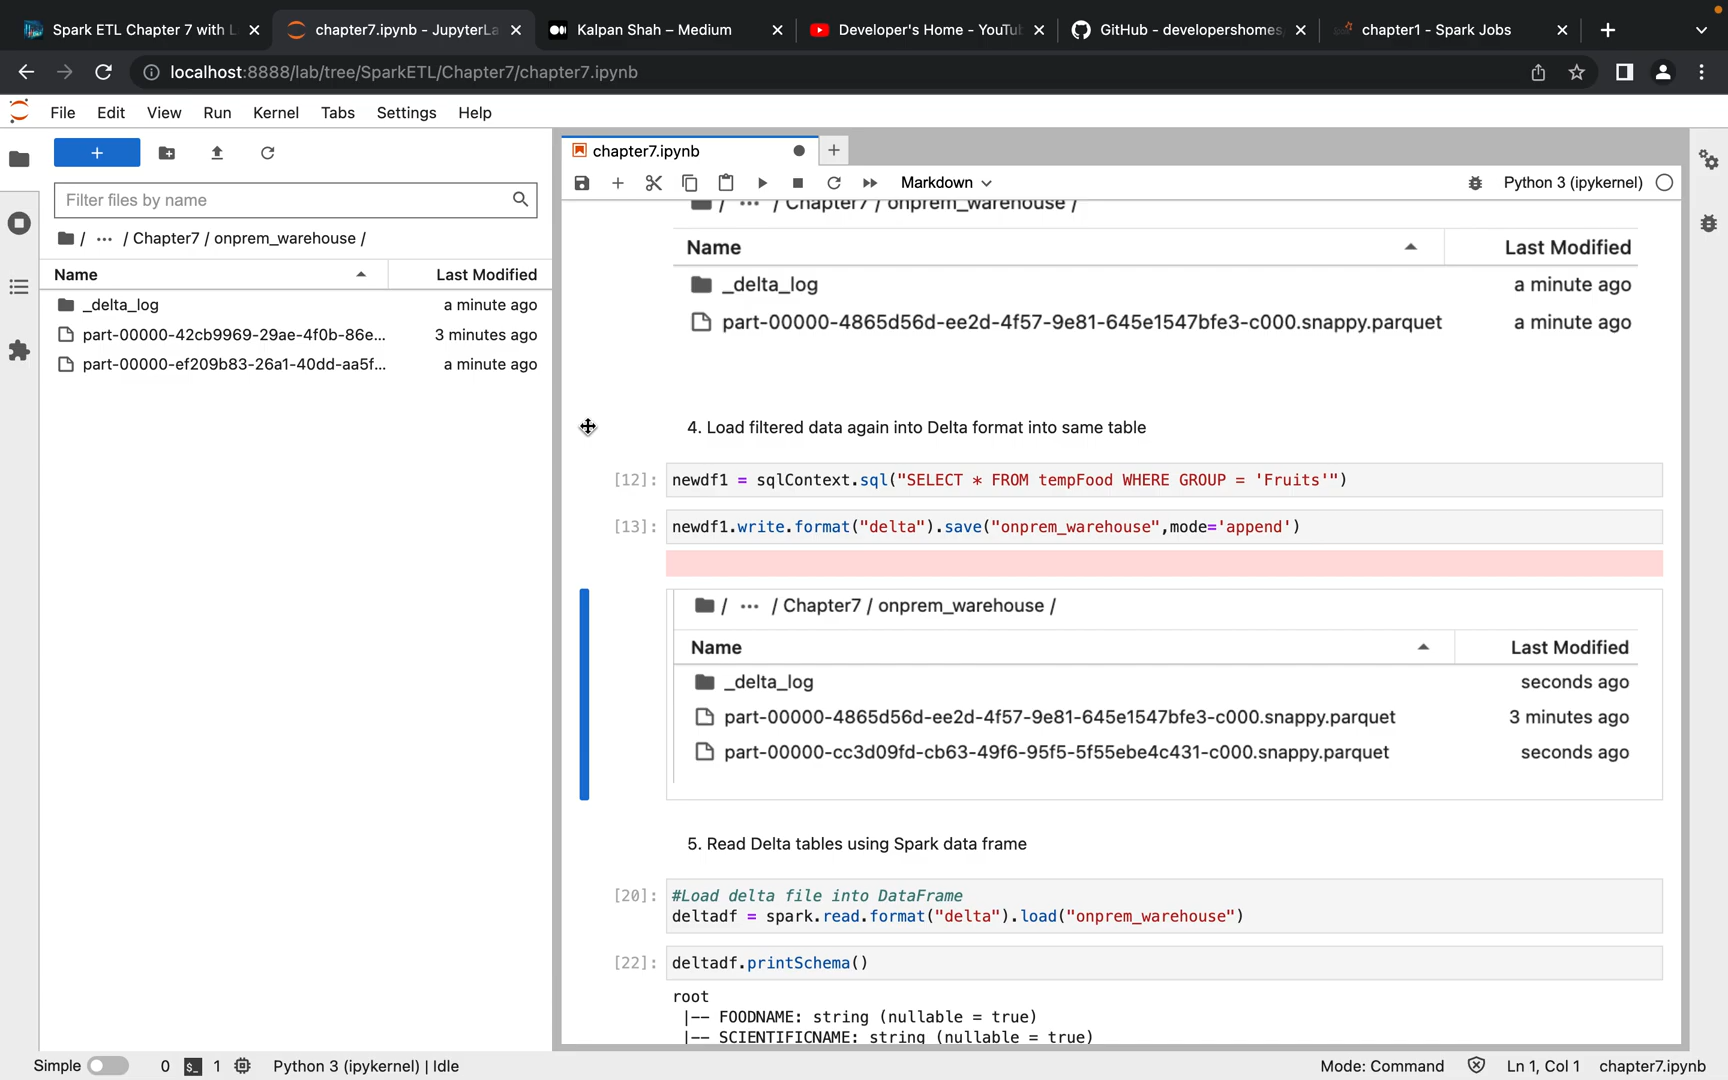 Spark ETL Chapter 7 with L
chapter7.ipynb - JupyterLa
Kalpan Shah – Medium
Developer's Home - YouTu
GitHub - developershomes
chapter1 - Spark Jobs
localhost:8888/lab/tree/SparkETL/Chapter7/chapter7.ipynb
File Edit View Run Kernel Tabs Settings Help
+
Filter files by name
/ ··· / Chapter7 / onprem_warehouse /
Name Last Modified
_delta_log a minute ago
part-00000-42cb9969-29ae-4f0b-86e... 3 minutes ago
part-00000-ef209b83-26a1-40dd-aa5f... a minute ago
chapter7.ipynb
Markdown
Python 3 (ipykernel)
/ ··· / Chapter7 / onprem_warehouse /
Name Last Modified
_delta_log a minute ago
part-00000-4865d56d-ee2d-4f57-9e81-645e1547bfe3-c000.snappy.parquet a minute ago
4. Load filtered data again into Delta format into same table
[12]: newdf1 = sqlContext.sql("SELECT * FROM tempFood WHERE GROUP = 'Fruits'")
[13]: newdf1.write.format("delta").save("onprem_warehouse",mode='append')
/ ··· / Chapter7 / onprem_warehouse /
Name Last Modified
_delta_log seconds ago
part-00000-4865d56d-ee2d-4f57-9e81-645e1547bfe3-c000.snappy.parquet 3 minutes ago
part-00000-cc3d09fd-cb63-49f6-95f5-5f55ebe4c431-c000.snappy.parquet seconds ago
5. Read Delta tables using Spark data frame
[20]: #Load delta file into DataFrame
deltadf = spark.read.format("delta").load("onprem_warehouse")
[22]: deltadf.printSchema()
root
|-- FOODNAME: string (nullable = true)
|-- SCIENTIFICNAME: string (nullable = true)
Simple 0 1 Python 3 (ipykernel) | Idle Mode: Command Ln 1, Col 1 chapter7.ipynb